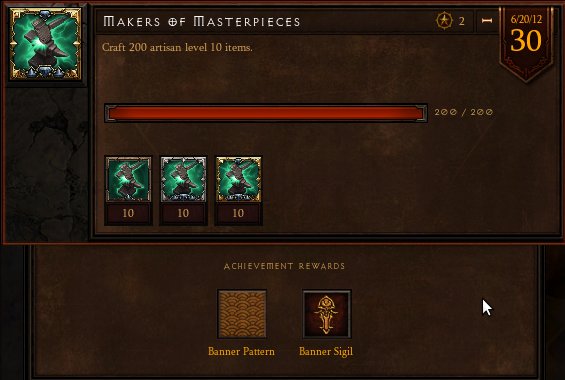 Makers of Masterpieces
2
6/20/12
30
Craft 200 artisan level 10 items.
200 / 200
10
10
10
ACHIEVEMENT REWARDS
Banner Pattern
Banner Sigil